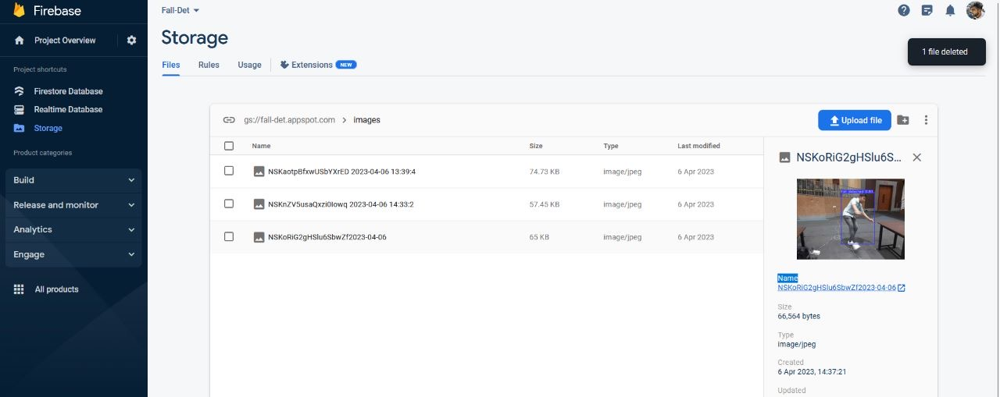 Firebase
Project Overview
Project shortcuts
Firestore Database
Realtime Database
Storage
Product categories
Build
Release and monitor
Analytics
Engage
All products
Fall-Det
Storage
1 file deleted
Files Rules Usage Extensions NEW
gs://fall-det.appspot.com > images
Upload file
Name Size Type Last modified
NSKaotpBfxwUSbYXrED 2023-04-06 13:39:4 74.73 KB image/jpeg 6 Apr 2023
NSKnZV5usaQxzi0Iowq 2023-04-06 14:33:2 57.45 KB image/jpeg 6 Apr 2023
NSKoRiG2gHSlu6SbwZf2023-04-06 65 KB image/jpeg 6 Apr 2023
NSKoRiG2gHSlu6S...
Name
NSKoRiG2gHSlu6SbwZf2023-04-06
Size
66,564 bytes
Type
image/jpeg
Created
6 Apr 2023, 14:37:21
Updated